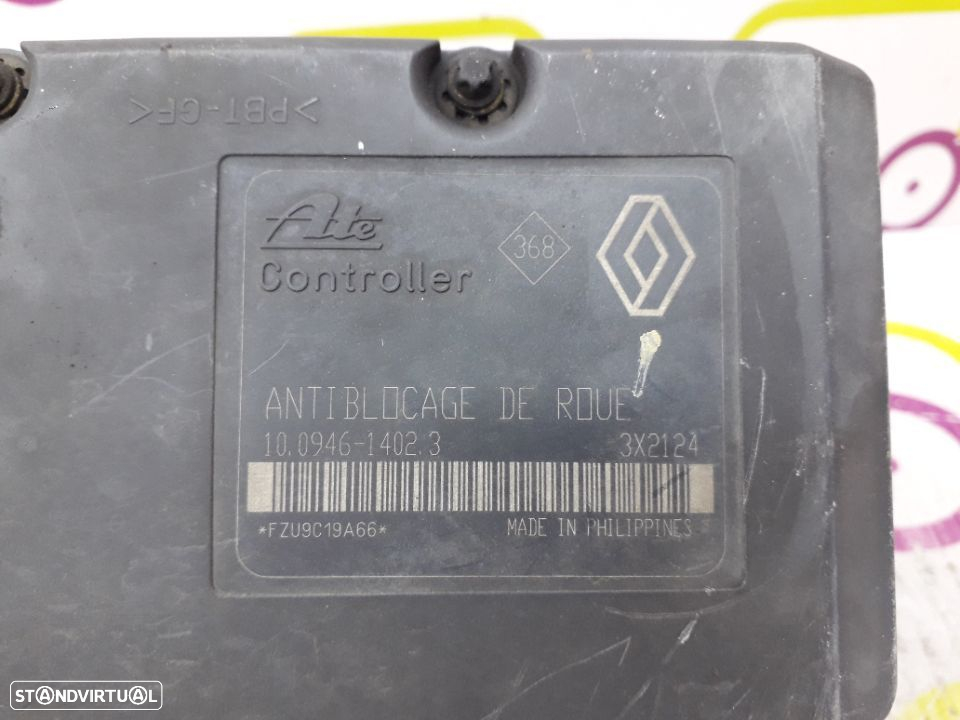 >PBT-GF<
Ate
Controller
368
ANTIBLOCAGE DE ROUE
10.0946-1402.3 3X2124
*FZU9C19A66* MADE IN PHILIPPINES
STANDVIRTUAL